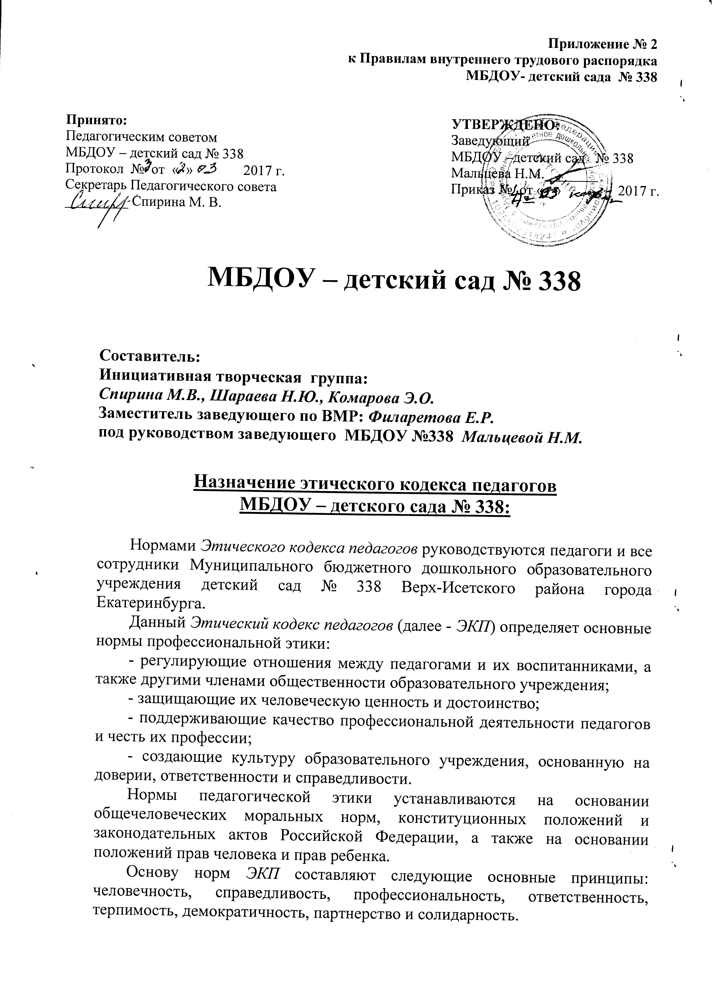 Приложение № 2
к Правилам внутреннего трудового распорядка
МБДОУ- детский сада № 338
Принято:
Педагогическим советом
МБДОУ – детский сад № 338
Протокол № 3 от «2» 03 2017 г.
Секретарь Педагогического совета
Спирина М. В.
УТВЕРЖДЕНО:
Заведующий
МБДОУ –детский сад № 338
Мальцева Н.М.
Приказ № от « 03 » 2017 г.
МБДОУ – детский сад № 338
Составитель:
Инициативная творческая группа:
Спирина М.В., Шараева Н.Ю., Комарова Э.О.
Заместитель заведующего по ВМР: Филаретова Е.Р.
под руководством заведующего МБДОУ №338 Мальцевой Н.М.
Назначение этического кодекса педагогов
МБДОУ – детского сада № 338:
Нормами Этического кодекса педагогов руководствуются педагоги и все
сотрудники Муниципального бюджетного дошкольного образовательного
учреждения детский сад № 338 Верх-Исетского района города
Екатеринбурга.
Данный Этический кодекс педагогов (далее - ЭКП) определяет основные
нормы профессиональной этики:
- регулирующие отношения между педагогами и их воспитанниками, а
также другими членами общественности образовательного учреждения;
- защищающие их человеческую ценность и достоинство;
- поддерживающие качество профессиональной деятельности педагогов
и честь их профессии;
- создающие культуру образовательного учреждения, основанную на
доверии, ответственности и справедливости.
Нормы педагогической этики устанавливаются на основании
общечеловеческих моральных норм, конституционных положений и
законодательных актов Российской Федерации, а также на основании
положений прав человека и прав ребенка.
Основу норм ЭКП составляют следующие основные принципы:
человечность, справедливость, профессиональность, ответственность,
терпимость, демократичность, партнерство и солидарность.